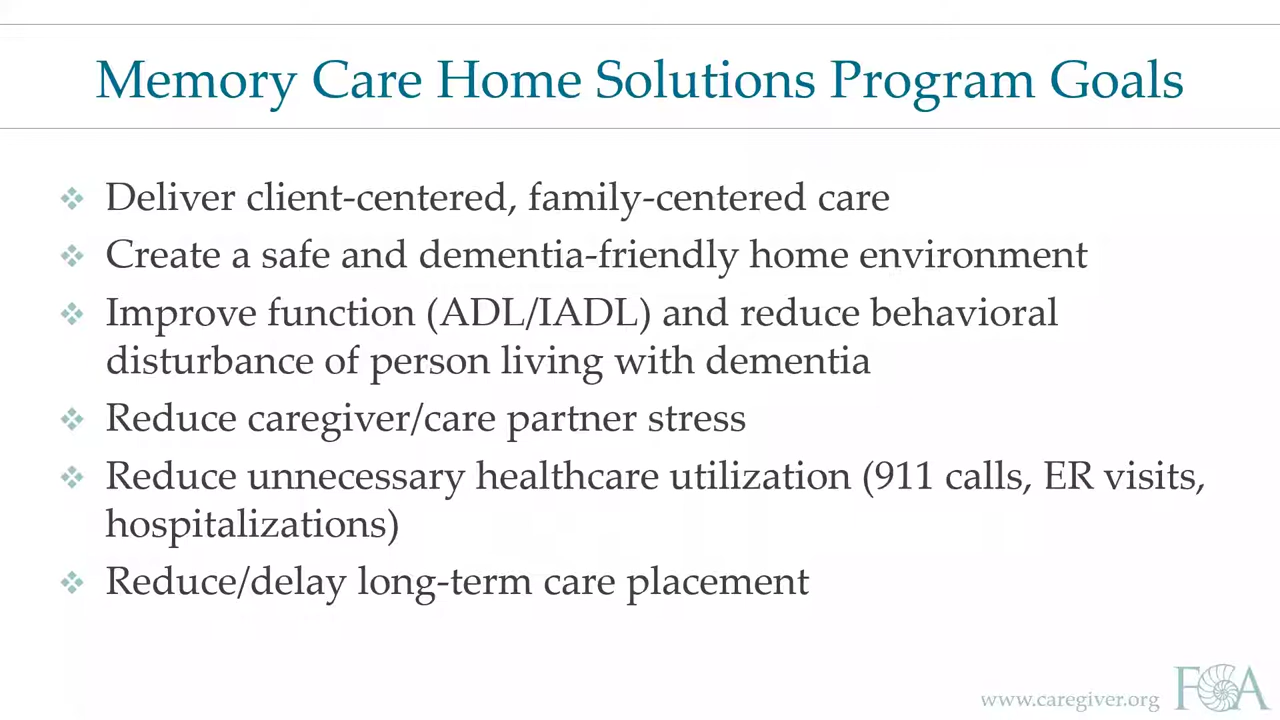 Memory Care Home Solutions Program Goals
Deliver client-centered, family-centered care
Create a safe and dementia-friendly home environment
Improve function (ADL/IADL) and reduce behavioral
disturbance of person living with dementia
Reduce caregiver/care partner stress
Reduce unnecessary healthcare utilization (911 calls, ER visits,
hospitalizations)
Reduce/delay long-term care placement
www.caregiver.org FCA